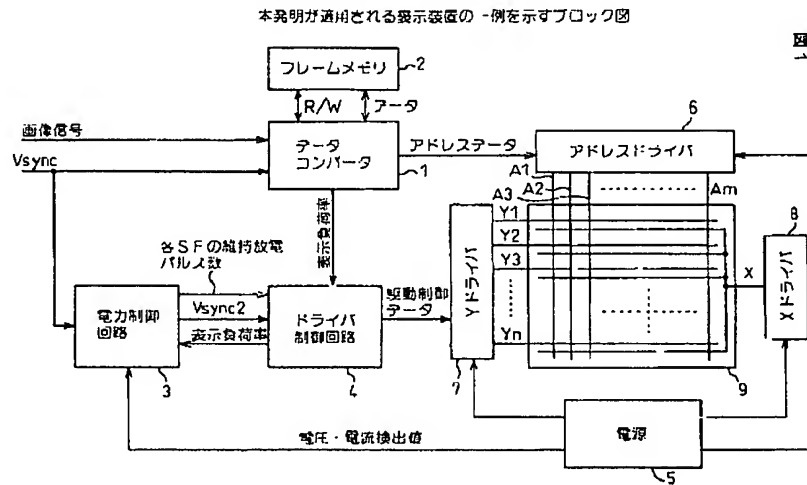 本発明が適用される表示装置の一例を示すブロック図
図
1
フレームメモリ
2
R/W
データ
画像信号
Vsync
データ
コンバータ
1
アドレスデータ
6
アドレスドライバ
A1
A2
A3
Am
表示負荷率
Y1
Y2
Y3
Yn
Yドライバ
7
8
Xドライバ
X
各SFの維持放電
パルス数
Vsync2
表示負荷率
電力制御
回路
3
ドライバ
制御回路
4
駆動制御
データ
9
電圧・電流検出値
電源
5